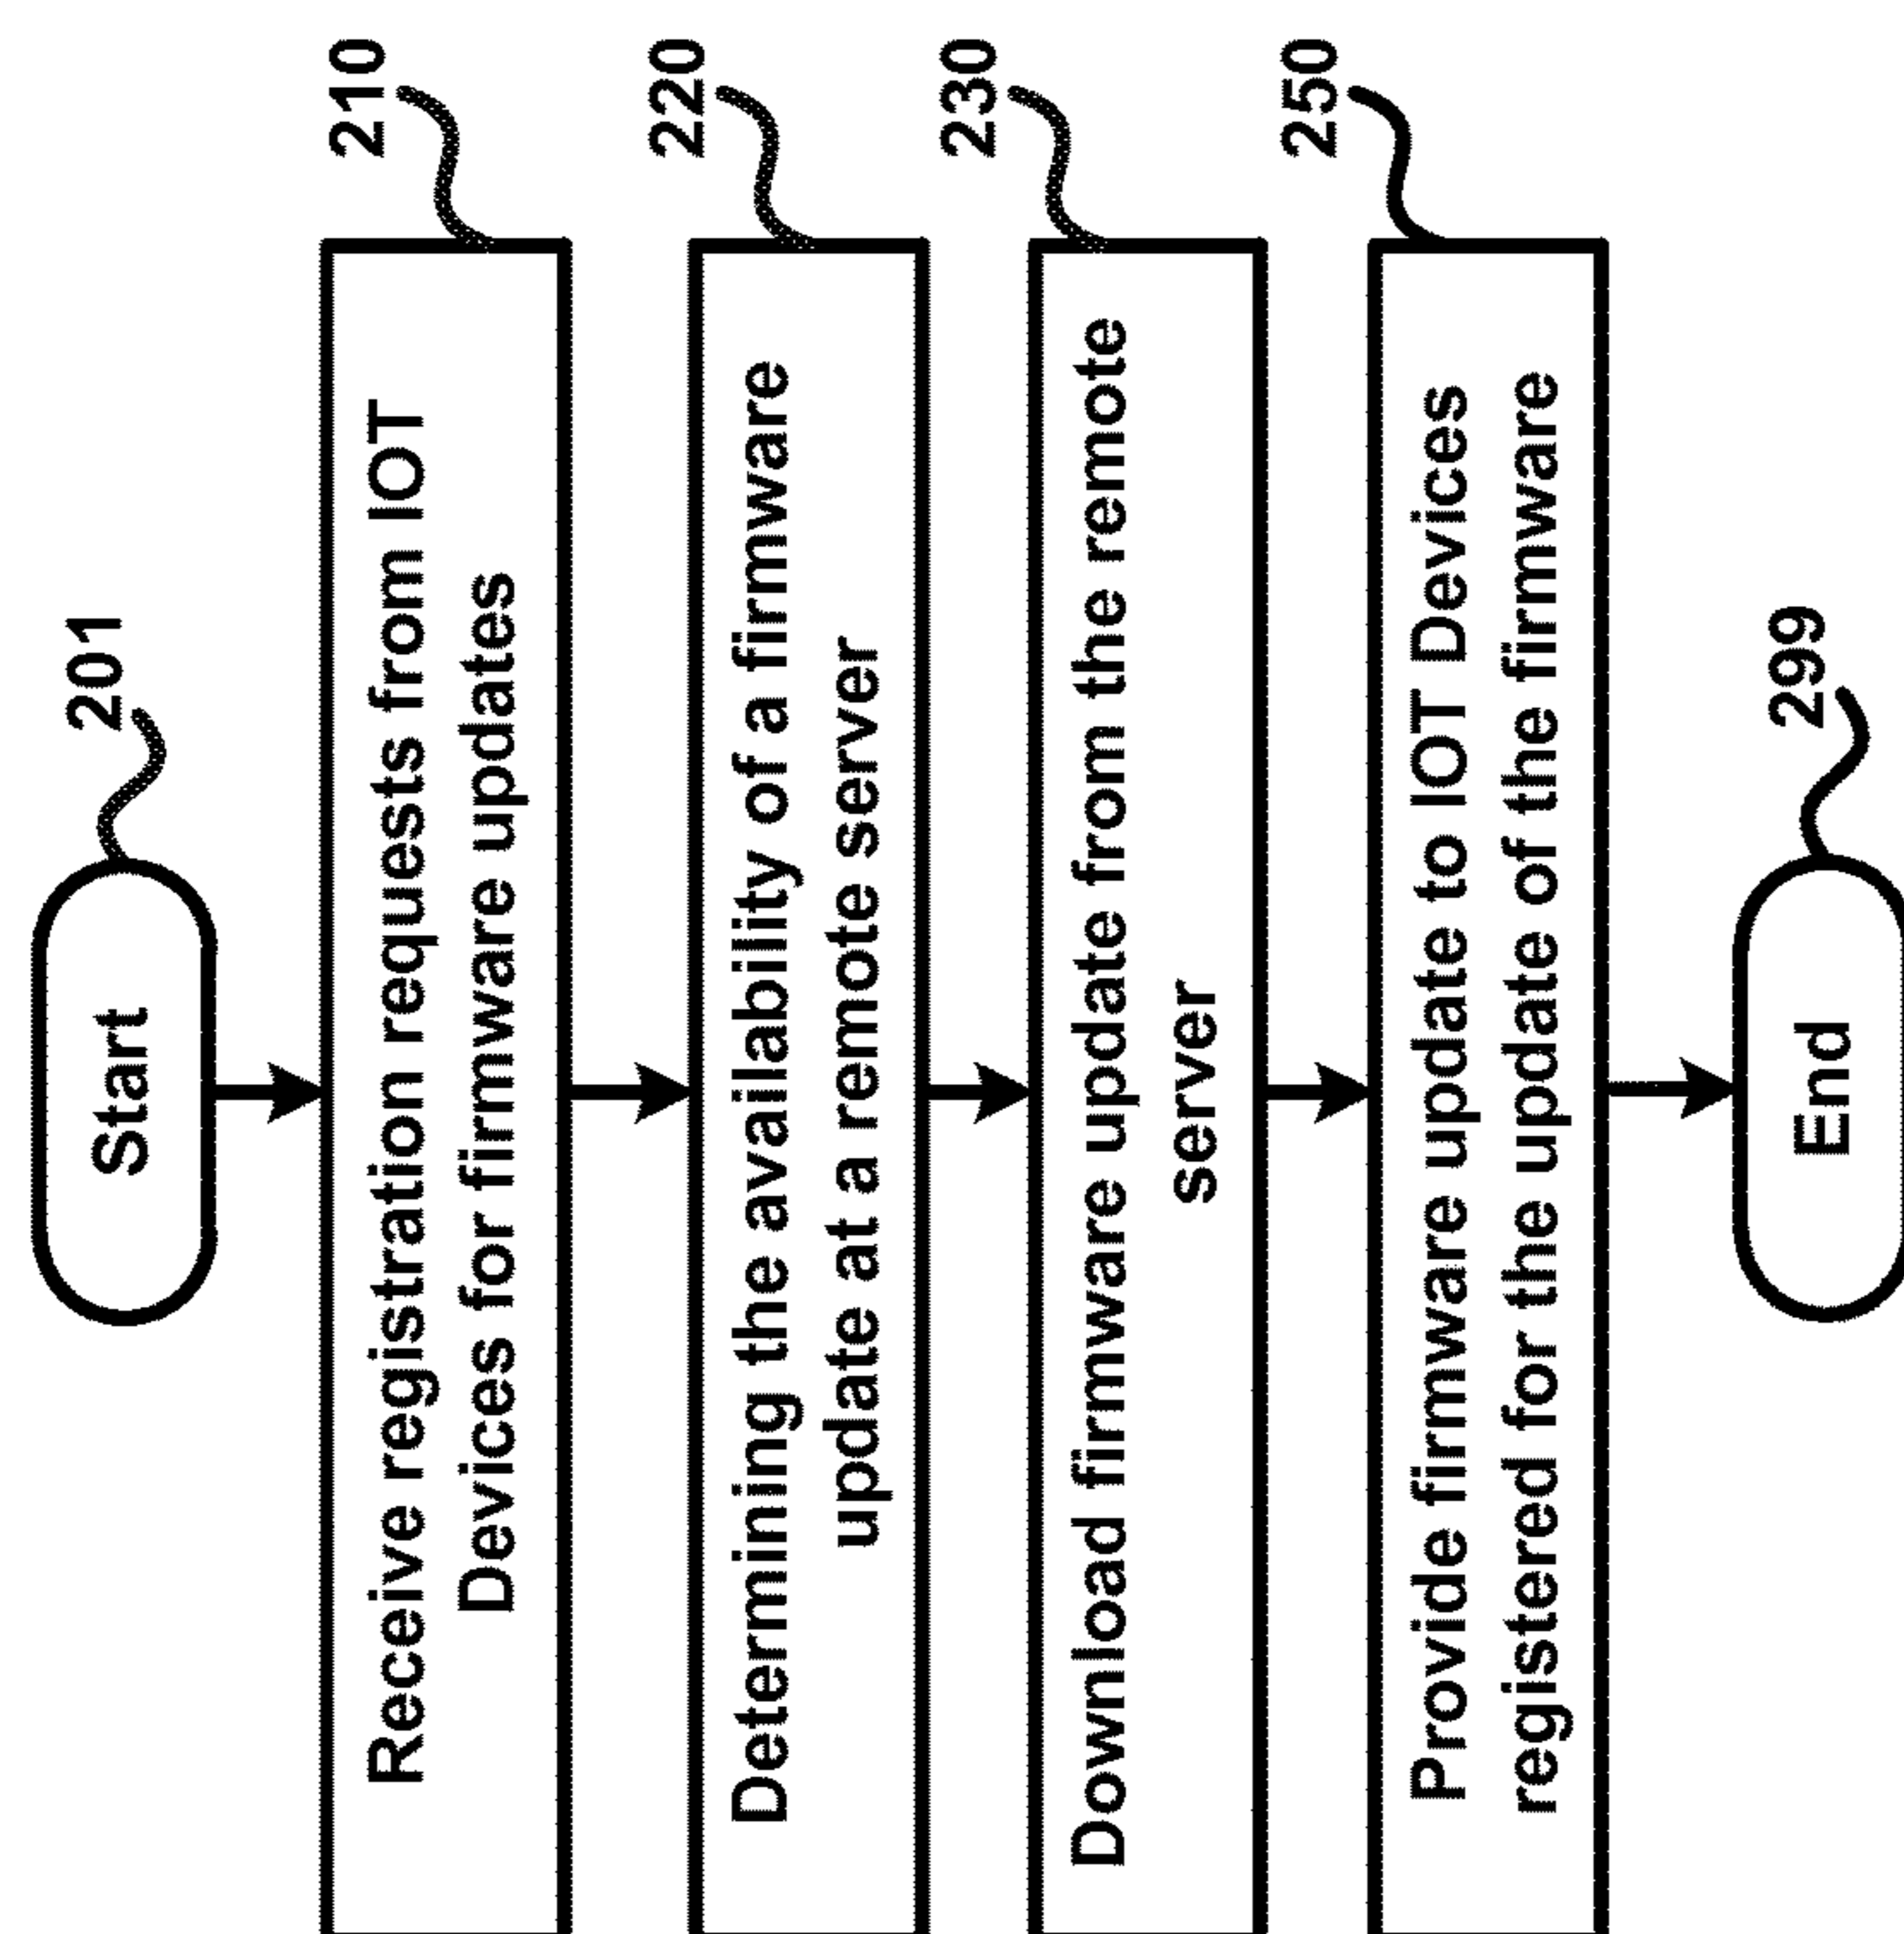 201
Start
210
Receive registration requests from IOT
Devices for firmware updates
220
Determining the availability of a firmware
update at a remote server
230
Download firmware update from the remote
server
250
Provide firmware update to IOT Devices
registered for the update of the firmware
299
End